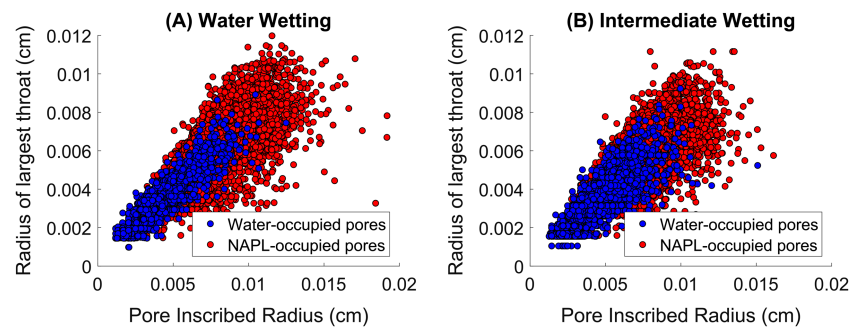 (A) Water Wetting
0.012
0.01
0.008
0.006
0.004
0.002
0
Radius of largest throat (cm)
Water-occupied pores
NAPL-occupied pores
0
0.005
0.01
0.015
0.02
Pore Inscribed Radius (cm)
(B) Intermediate Wetting
0.012
0.01
0.008
0.006
0.004
0.002
0
Radius of largest throat (cm)
Water-occupied pores
NAPL-occupied pores
0
0.005
0.01
0.015
0.02
Pore Inscribed Radius (cm)